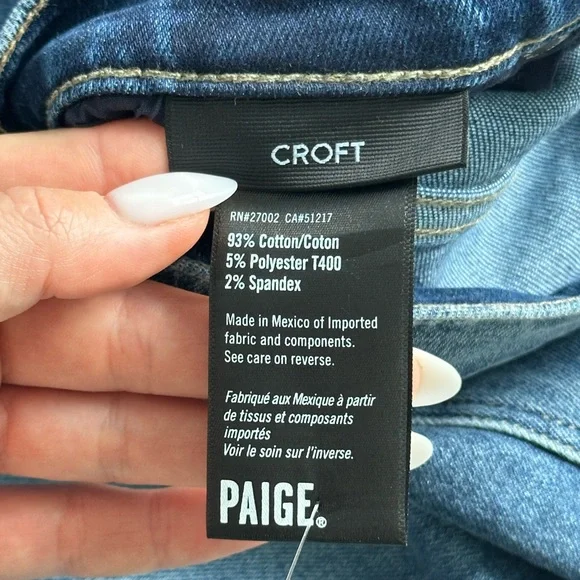 CROFT
RN#27002 CA#51217
93% Cotton/Coton
5% Polyester T400
2% Spandex
Made in Mexico of Imported
fabric and components.
See care on reverse.
Fabriqué aux Mexique à partir
de tissus et composants
importés
Voir le soin sur l'inverse.
PAIGE®